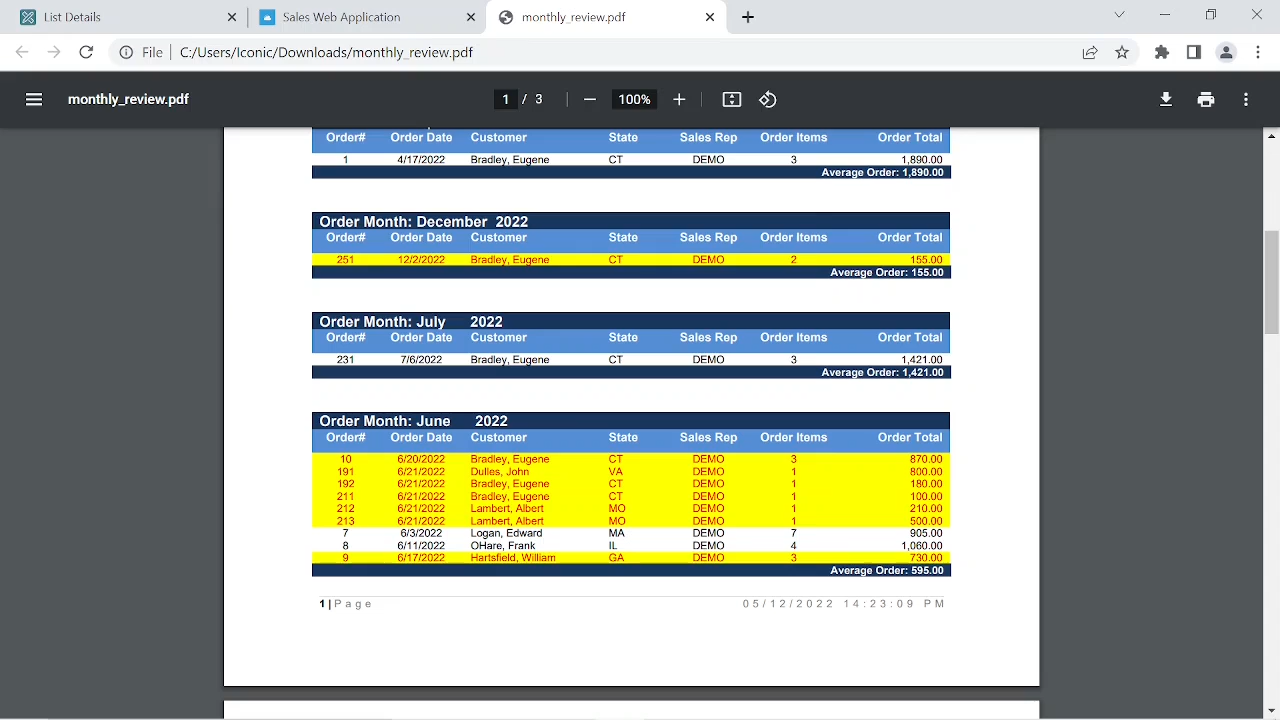 List Details
Sales Web Application
monthly_review.pdf
File C:/Users/Iconic/Downloads/monthly_review.pdf
monthly_review.pdf
1 / 3
100%
Order# Order Date Customer State Sales Rep Order Items Order Total
1 4/17/2022 Bradley, Eugene CT DEMO 3 1,890.00
Average Order: 1,890.00
Order Month: December 2022
Order# Order Date Customer State Sales Rep Order Items Order Total
251 12/2/2022 Bradley, Eugene CT DEMO 2 155.00
Average Order: 155.00
Order Month: July 2022
Order# Order Date Customer State Sales Rep Order Items Order Total
231 7/6/2022 Bradley, Eugene CT DEMO 3 1,421.00
Average Order: 1,421.00
Order Month: June 2022
Order# Order Date Customer State Sales Rep Order Items Order Total
10 6/20/2022 Bradley, Eugene CT DEMO 3 870.00
191 6/21/2022 Dulles, John VA DEMO 1 800.00
192 6/21/2022 Bradley, Eugene CT DEMO 1 180.00
211 6/21/2022 Bradley, Eugene CT DEMO 1 100.00
212 6/21/2022 Lambert, Albert MO DEMO 1 210.00
213 6/21/2022 Lambert, Albert MO DEMO 1 500.00
7 6/3/2022 Logan, Edward MA DEMO 7 905.00
8 6/11/2022 OHare, Frank IL DEMO 4 1,060.00
9 6/17/2022 Hartsfield, William GA DEMO 3 730.00
Average Order: 595.00
1 | Page 05/12/2022 14:23:09 PM